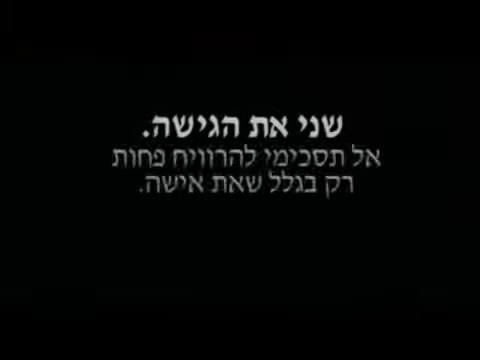 שני את הגישה.
אל תסכימי להרוויח פחות
רק בגלל שאת אישה.